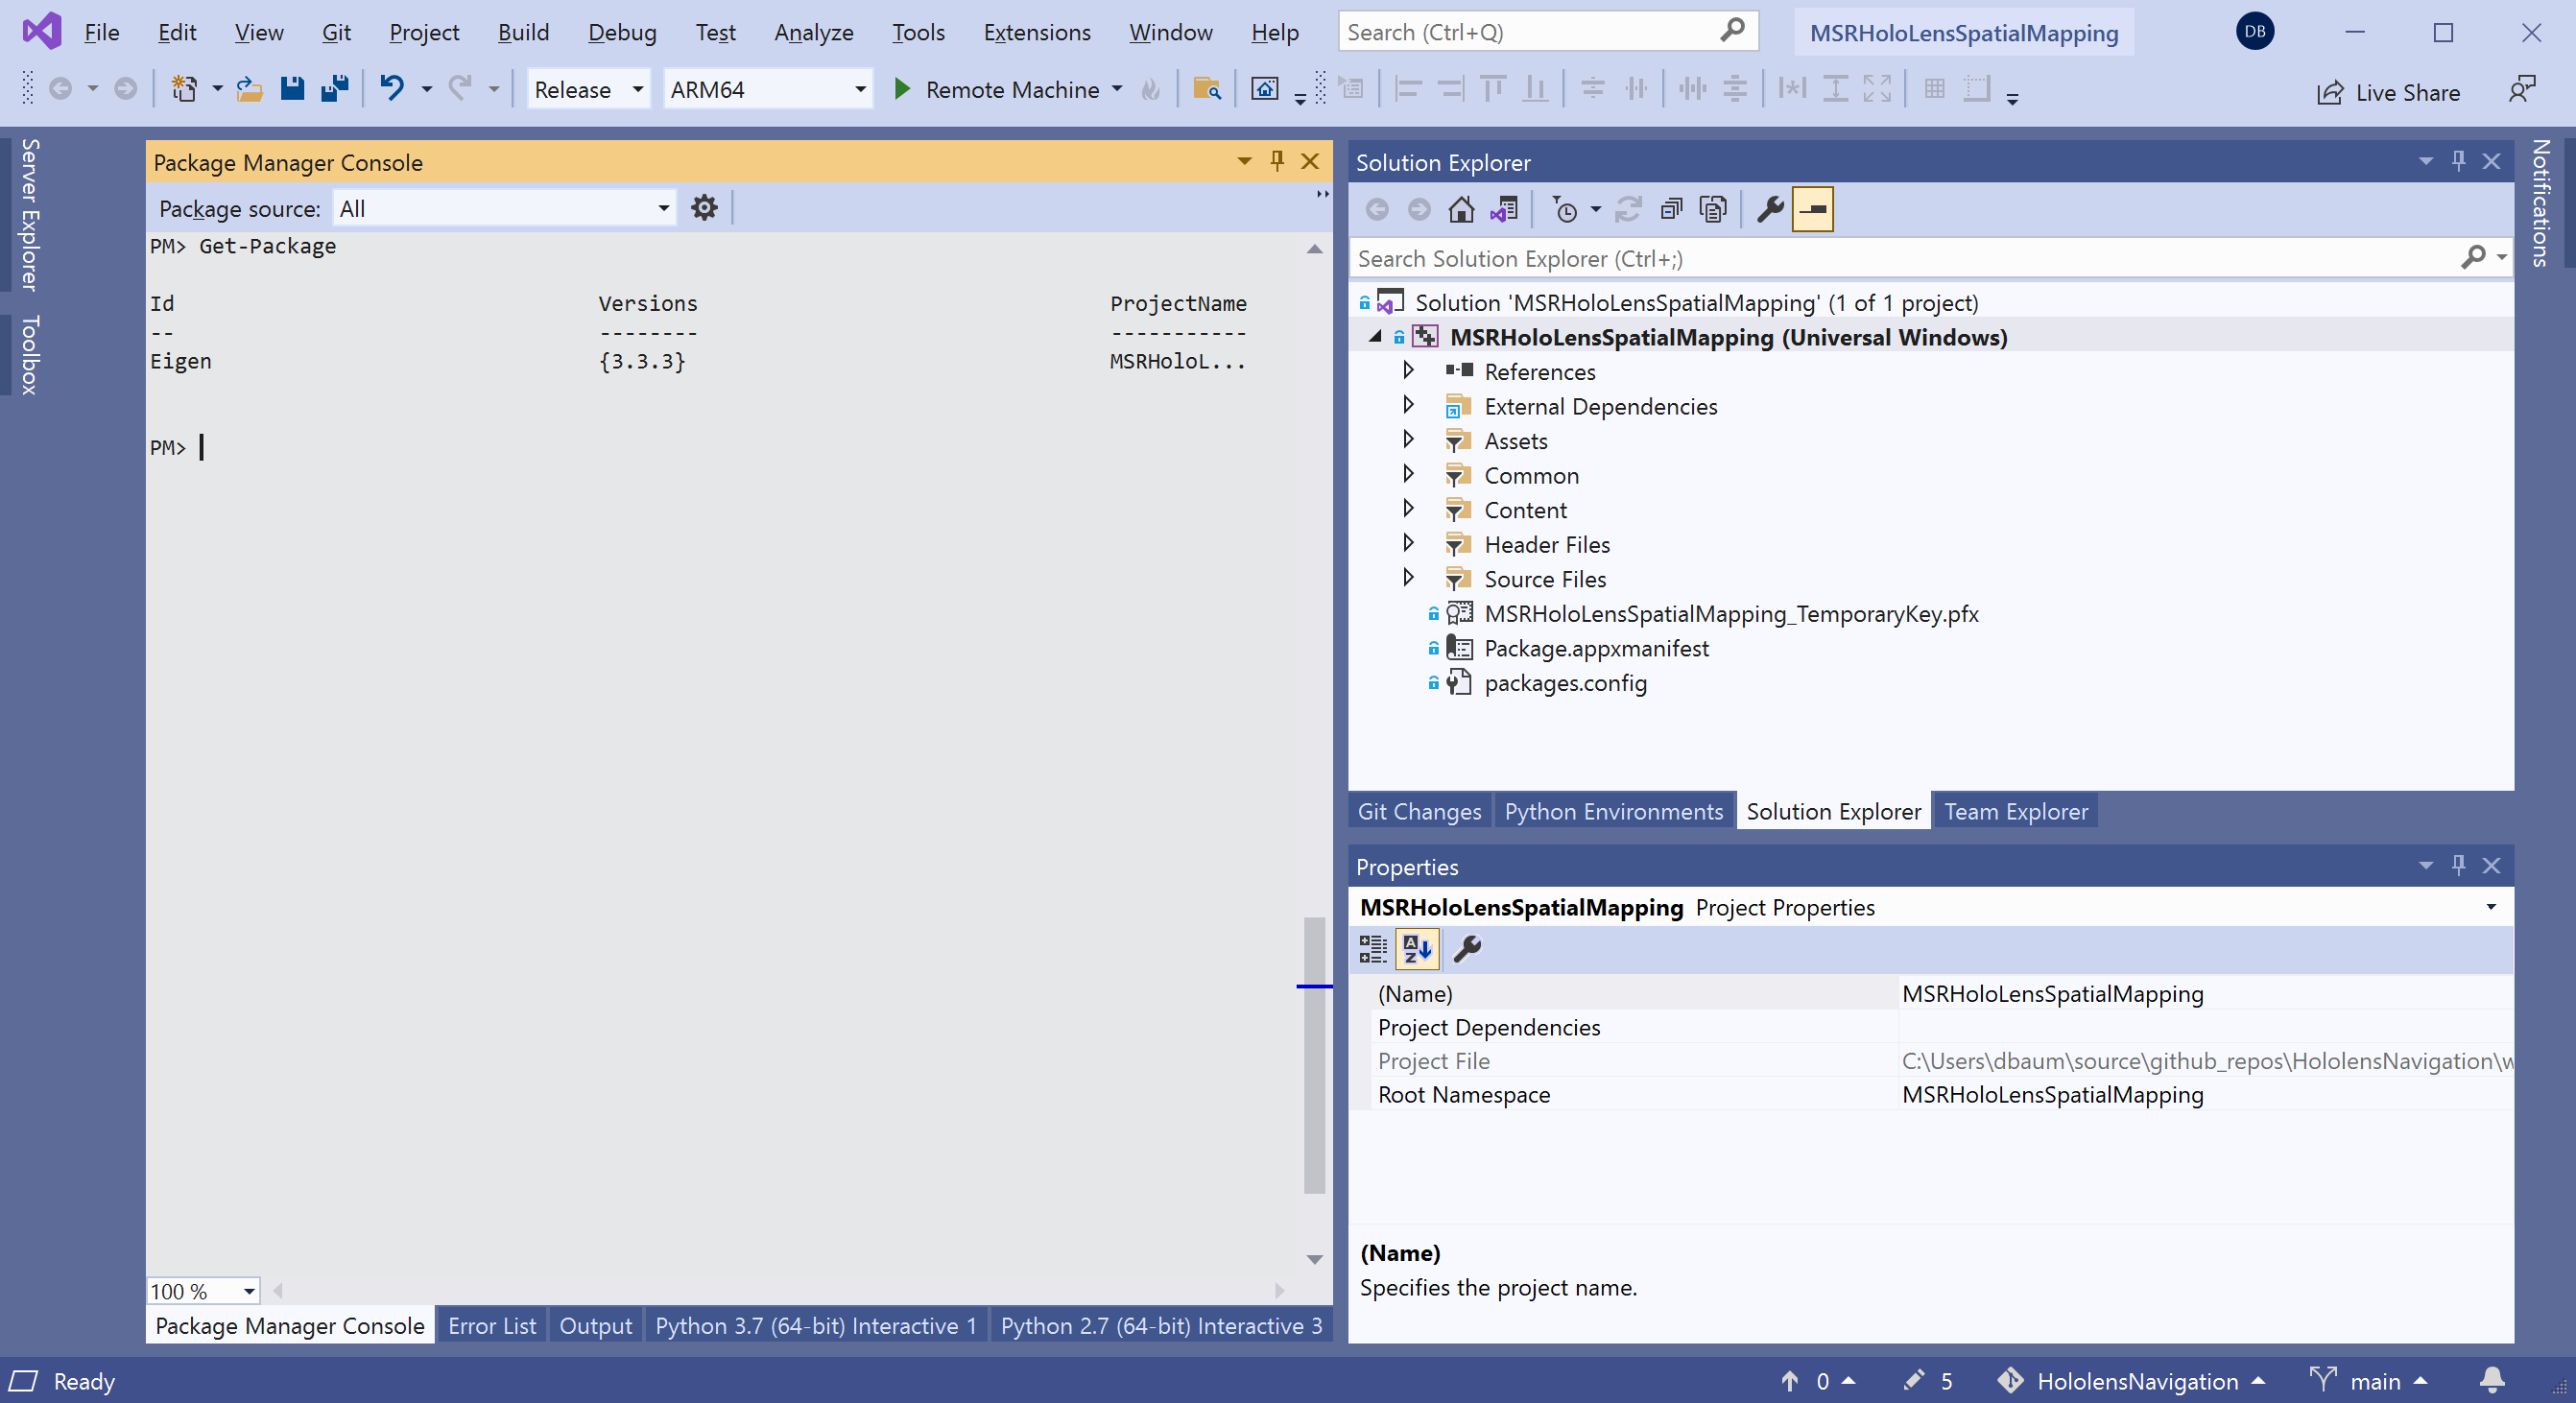 File Edit View Git Project Build Debug Test Analyze Tools Extensions Window Help Search (Ctrl+Q) MSRHoloLensSpatialMapping DB
Release ARM64 Remote Machine Live Share
Server Explorer
Toolbox
Package Manager Console
Package source: All
PM> Get-Package
Id Versions ProjectName
-- -------- -----------
Eigen {3.3.3} MSRHoloL...
PM>
100 %
Package Manager Console Error List Output Python 3.7 (64-bit) Interactive 1 Python 2.7 (64-bit) Interactive 3
Solution Explorer
Search Solution Explorer (Ctrl+;)
Solution 'MSRHoloLensSpatialMapping' (1 of 1 project)
MSRHoloLensSpatialMapping (Universal Windows)
References
External Dependencies
Assets
Common
Content
Header Files
Source Files
MSRHoloLensSpatialMapping_TemporaryKey.pfx
Package.appxmanifest
packages.config
Git Changes Python Environments Solution Explorer Team Explorer
Properties
MSRHoloLensSpatialMapping Project Properties
(Name) MSRHoloLensSpatialMapping
Project Dependencies
Project File C:\Users\dbaum\source\github_repos\HololensNavigation\w
Root Namespace MSRHoloLensSpatialMapping
(Name)
Specifies the project name.
Notifications
Ready 0 5 HololensNavigation main